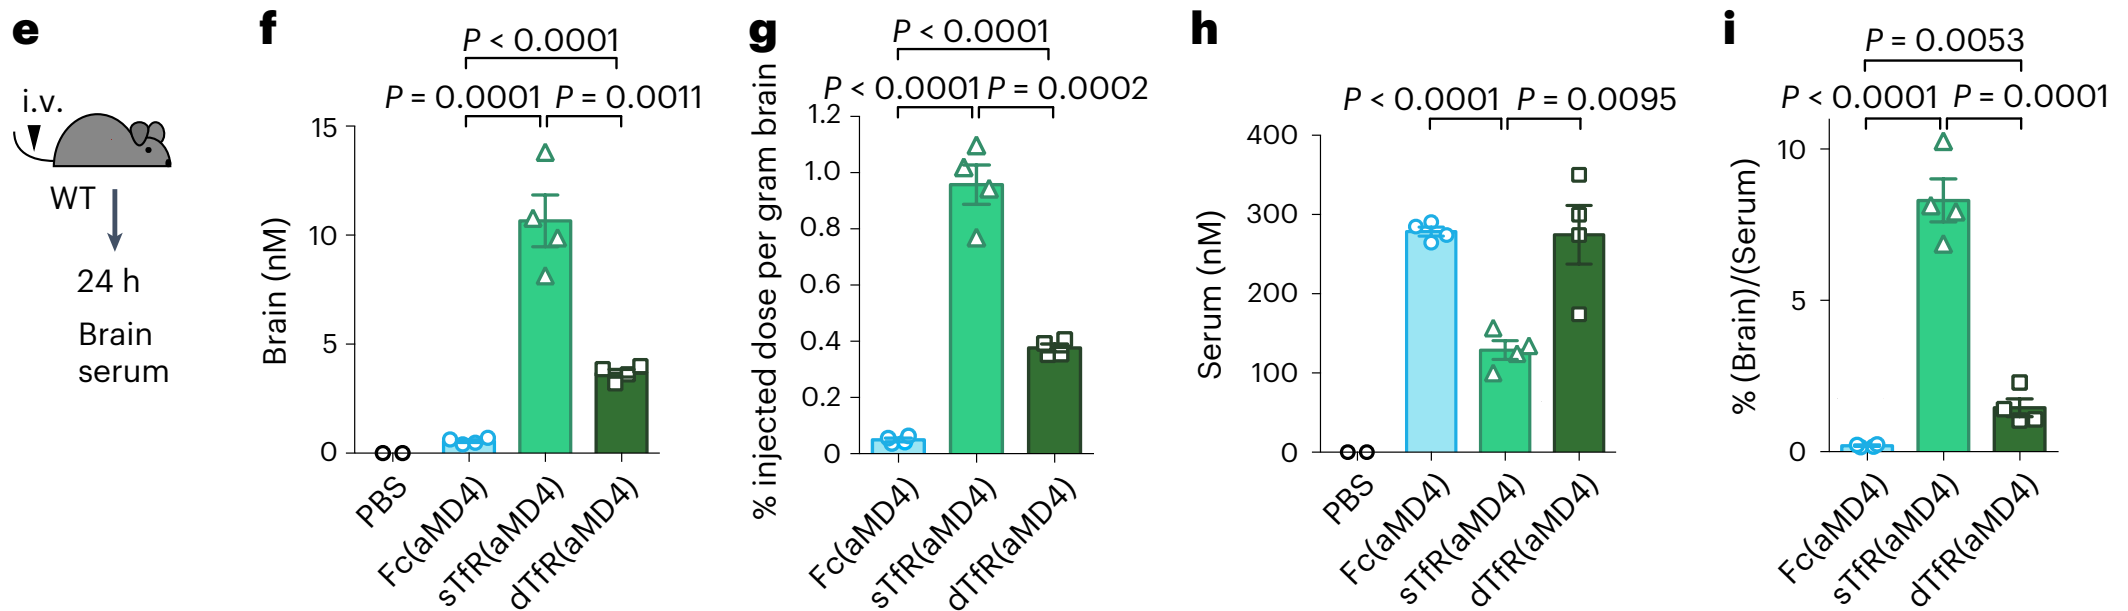 e
i.v.
WT
24 h
Brain
serum
f
P < 0.0001
P = 0.0001 P = 0.0011
Brain (nM)
15
10
5
0
PBS
Fc(aMD4)
sTfR(aMD4)
dTfR(aMD4)
g
P < 0.0001
P < 0.0001 P = 0.0002
% injected dose per gram brain
1.2
1.0
0.8
0.6
0.4
0.2
0
Fc(aMD4)
sTfR(aMD4)
dTfR(aMD4)
h
P < 0.0001 P = 0.0095
Serum (nM)
400
300
200
100
0
PBS
Fc(aMD4)
sTfR(aMD4)
dTfR(aMD4)
i
P = 0.0053
P < 0.0001 P = 0.0001
% (Brain)/(Serum)
10
5
0
Fc(aMD4)
sTfR(aMD4)
dTfR(aMD4)